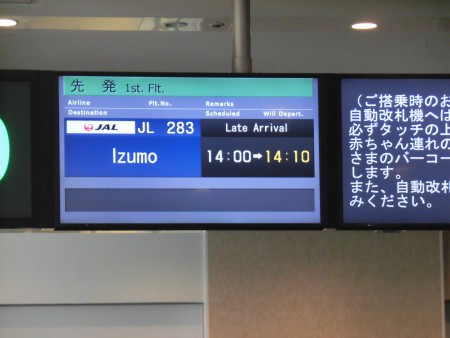 先 発 1st. Flt.
Airline Flt.No. Remarks
Destination Scheduled Will Depart.
JAL JL 283 Late Arrival
Izumo 14:00➡14:10
（ご搭乗時のお
自動改札機へは
必ずタッチの上
赤ちゃん連れの
さまのバーコー
します。
また、自動改札
みください。